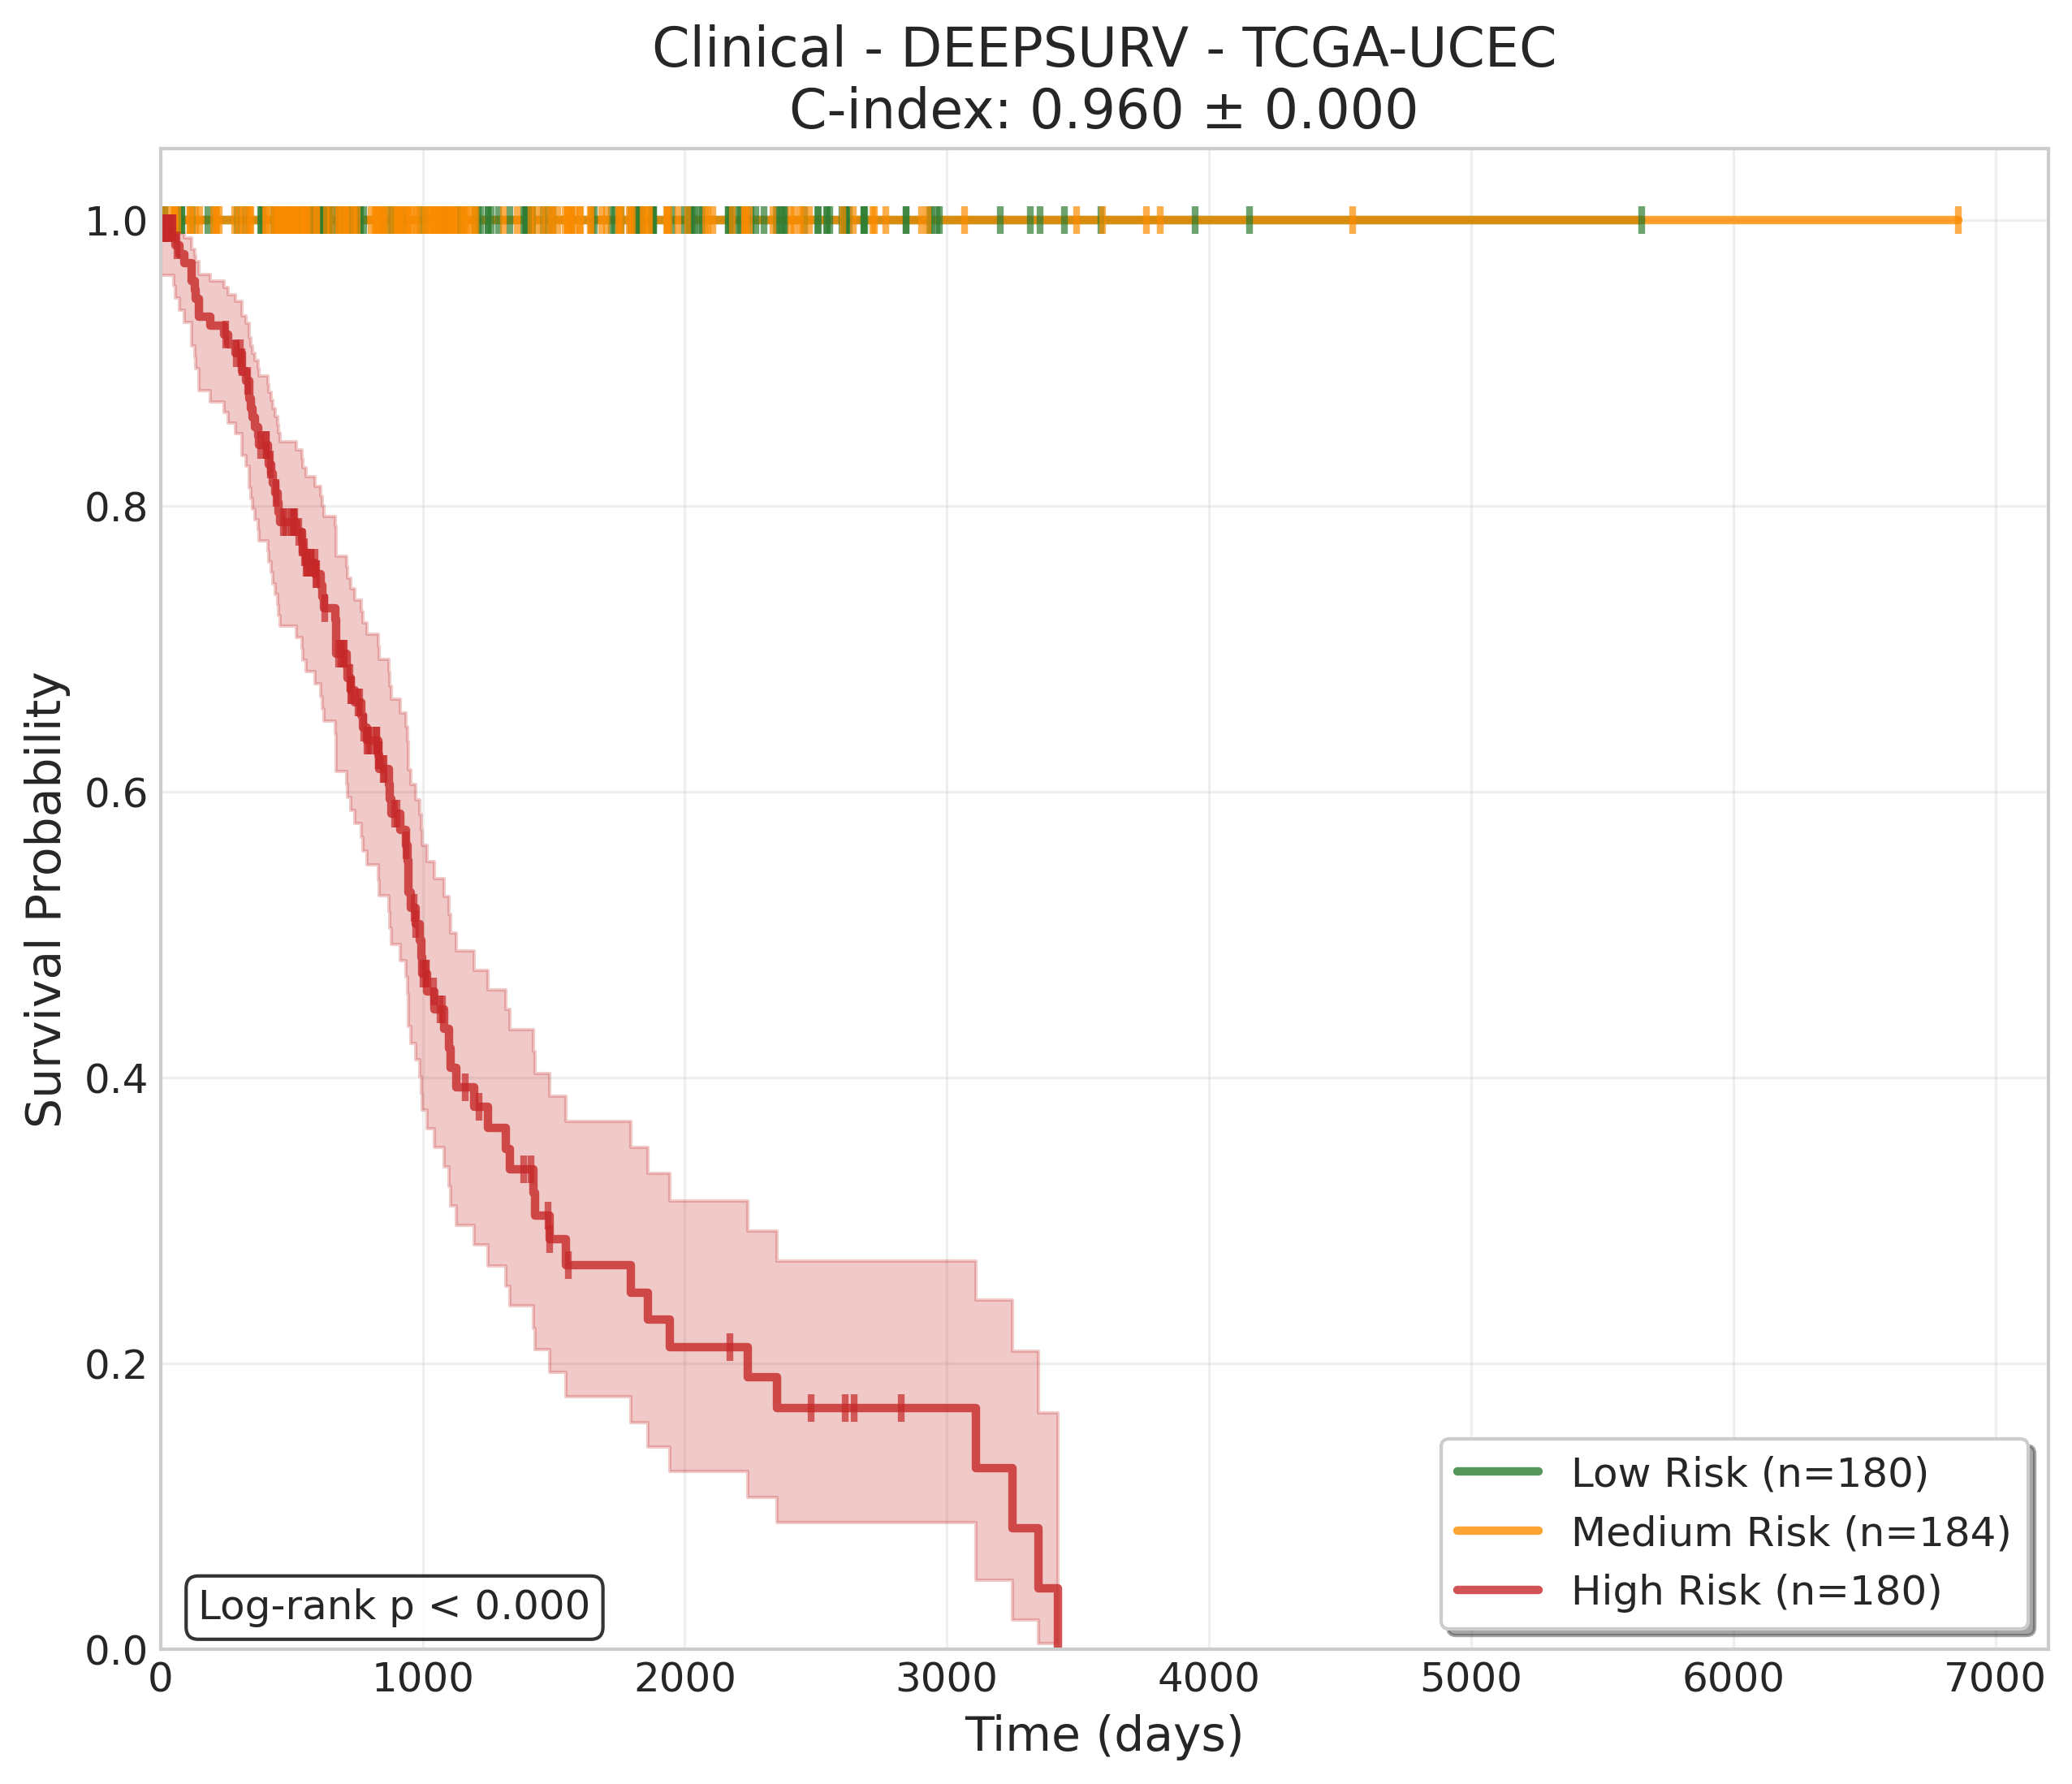 Clinical - DEEPSURV - TCGA-UCEC
C-index: 0.960 ± 0.000
Survival Probability
1.0
0.8
0.6
0.4
0.2
0.0
Log-rank p < 0.000
Low Risk (n=180)
Medium Risk (n=184)
High Risk (n=180)
0 1000 2000 3000 4000 5000 6000 7000
Time (days)